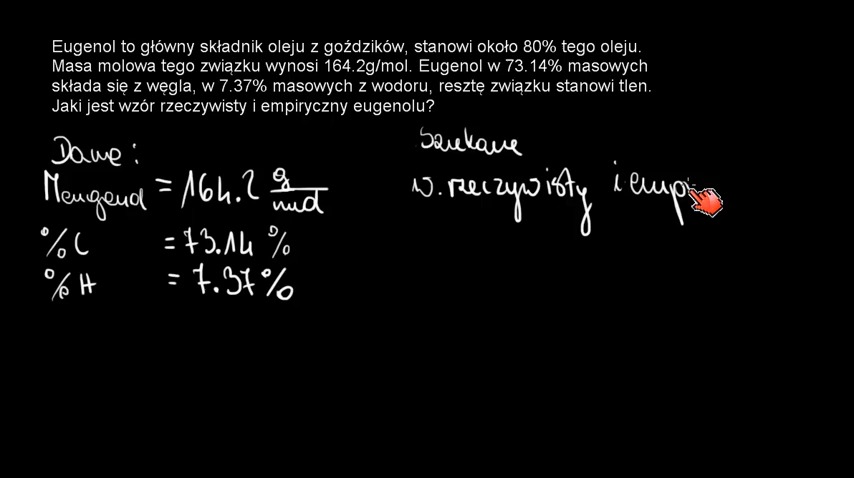 Eugenol to główny składnik oleju z goździków, stanowi około 80% tego oleju.
Masa molowa tego związku wynosi 164.2g/mol. Eugenol w 73.14% masowych
składa się z węgla, w 7.37% masowych z wodoru, resztę związku stanowi tlen.
Jaki jest wzór rzeczywisty i empiryczny eugenolu?
Dane:
Meugenol = 164.2 g/mol
%C = 73.14 %
%H = 7.37%
Szukane
w. rzeczywisty i emp